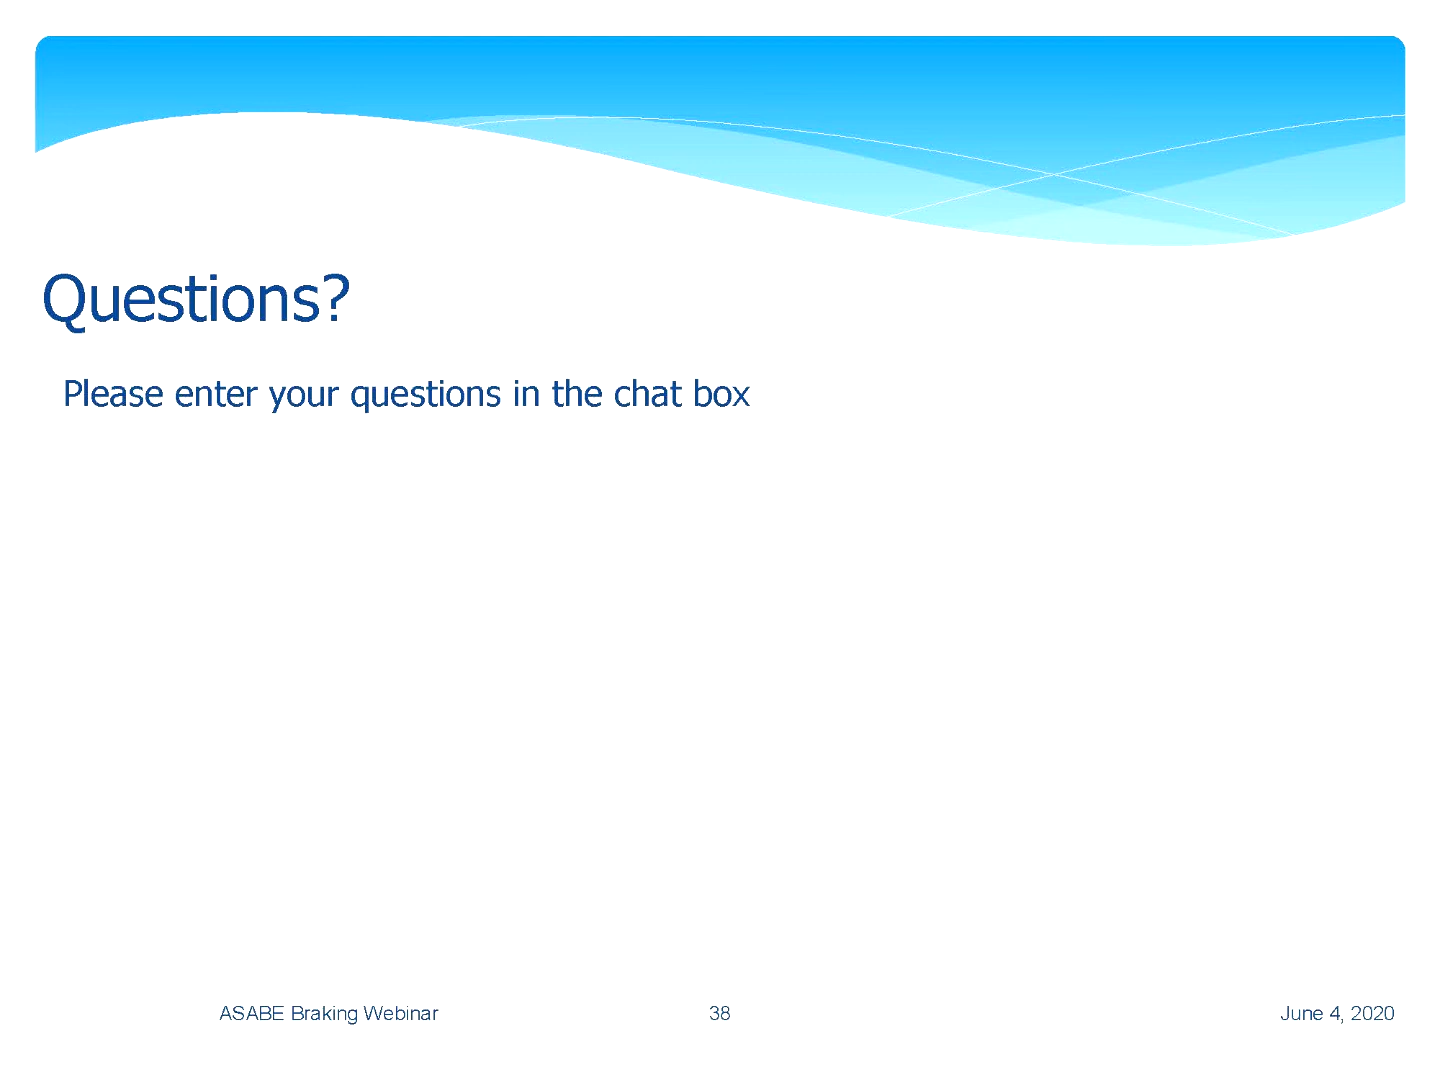 Questions?
Please enter your questions in the chat box
ASABE Braking Webinar
38
June 4, 2020